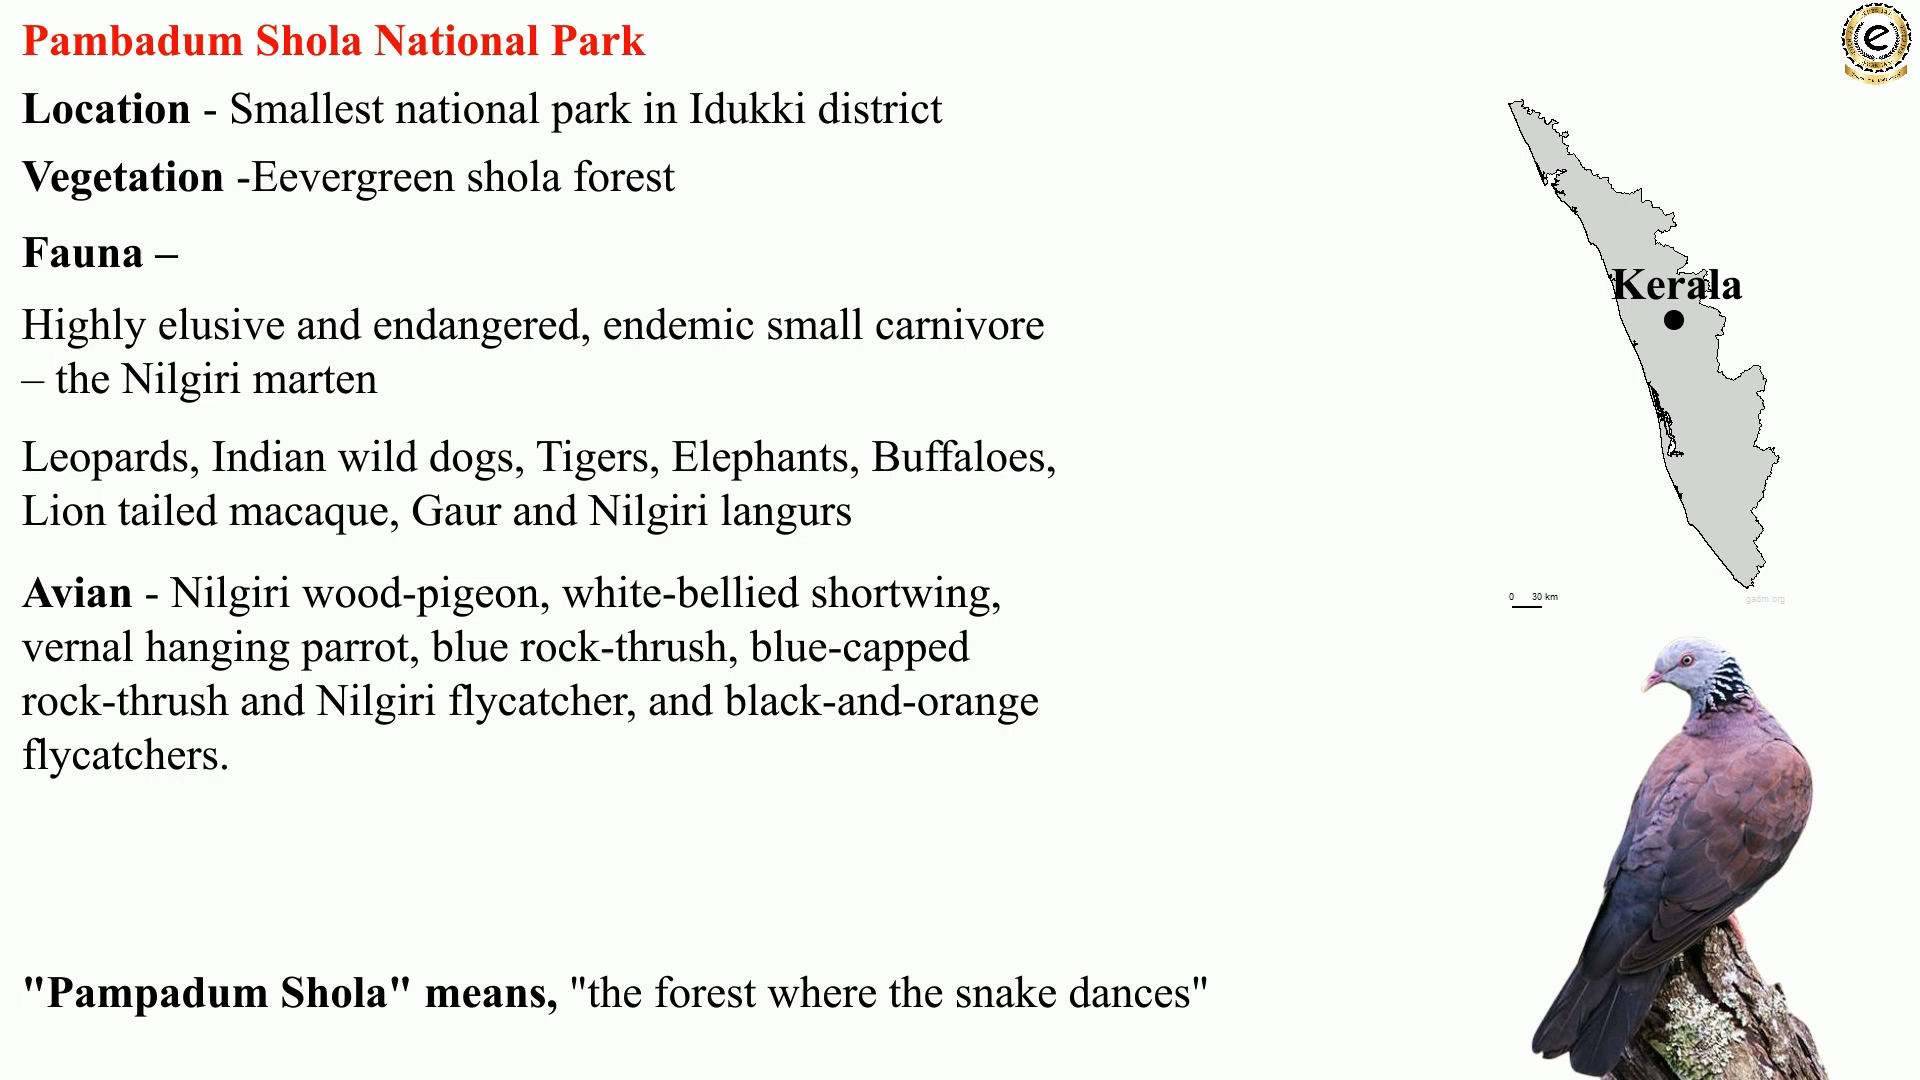 Pambadum Shola National Park
Location - Smallest national park in Idukki district
Vegetation -Eevergreen shola forest
Fauna –
Highly elusive and endangered, endemic small carnivore
– the Nilgiri marten
Leopards, Indian wild dogs, Tigers, Elephants, Buffaloes,
Lion tailed macaque, Gaur and Nilgiri langurs
Avian - Nilgiri wood-pigeon, white-bellied shortwing,
vernal hanging parrot, blue rock-thrush, blue-capped
rock-thrush and Nilgiri flycatcher, and black-and-orange
flycatchers.
"Pampadum Shola" means, "the forest where the snake dances"
e
Kerala
0 30 km
gadm.org